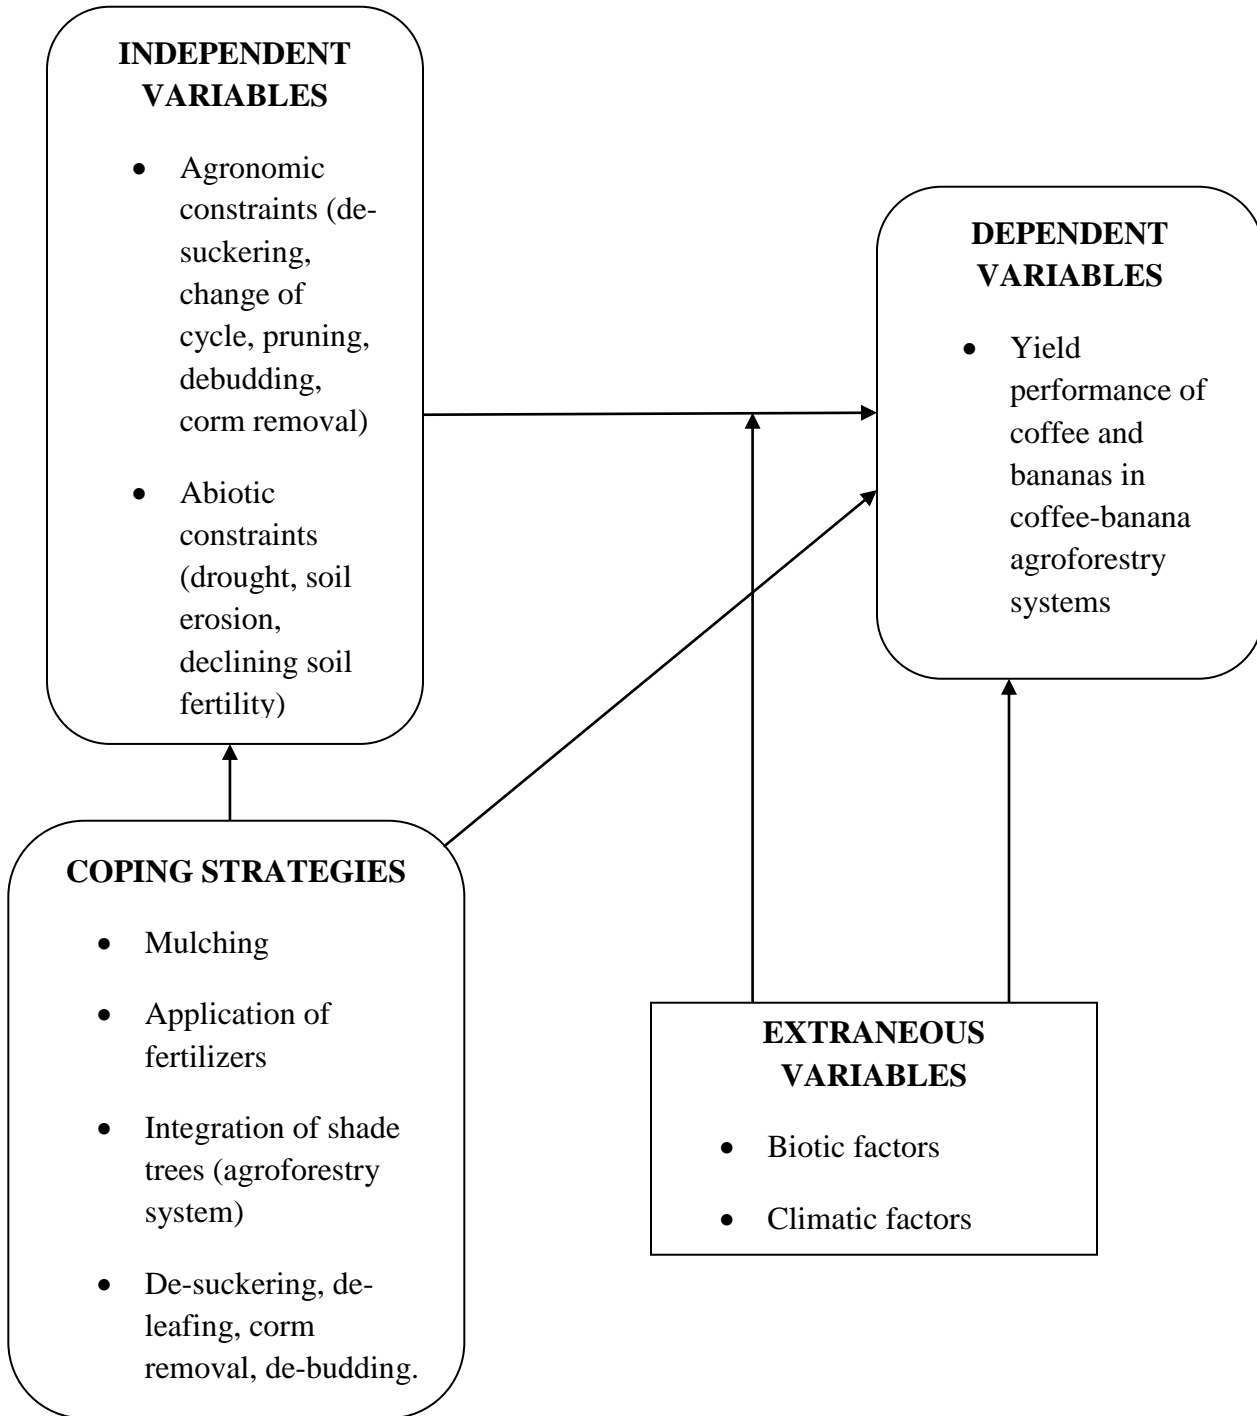 INDEPENDENT
VARIABLES
• Agronomic
constraints (de-
suckering,
change of
cycle, pruning,
debudding,
corm removal)
• Abiotic
constraints
(drought, soil
erosion,
declining soil
fertility)
DEPENDENT
VARIABLES
• Yield
performance of
coffee and
bananas in
coffee-banana
agroforestry
systems
COPING STRATEGIES
• Mulching
• Application of
fertilizers
• Integration of shade
trees (agroforestry
system)
• De-suckering, de-
leafing, corm
removal, de-budding.
EXTRANEOUS
VARIABLES
• Biotic factors
• Climatic factors